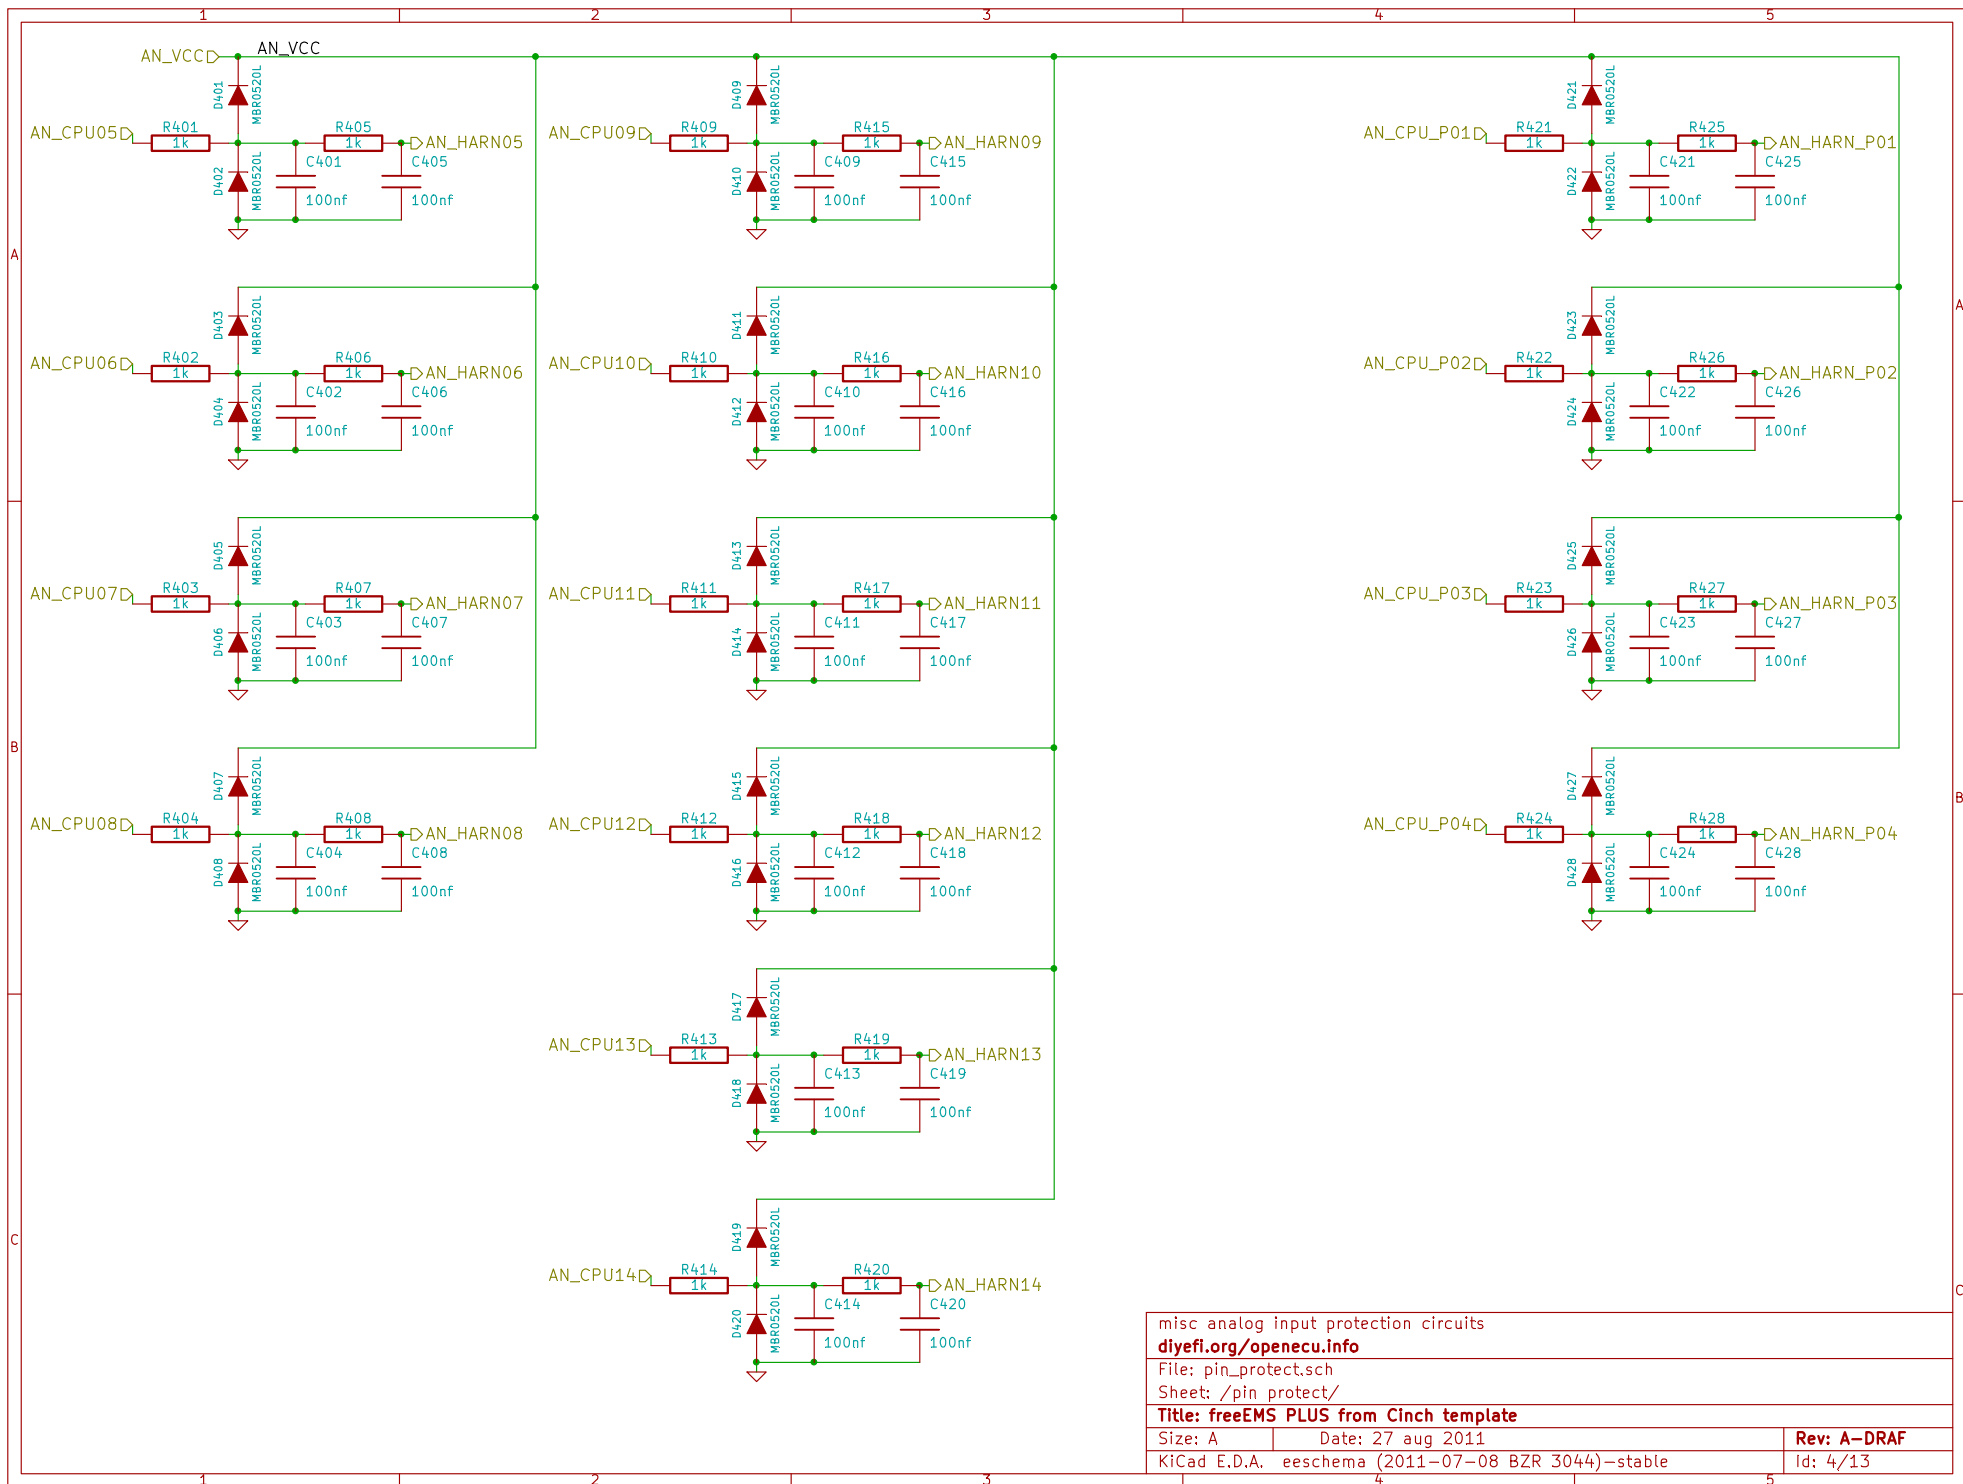 1 2 3 4 5
AN_VCC AN_VCC
D401 MBR0520L D409 MBR0520L D421 MBR0520L
AN_CPU05 R401 1k R405 1k AN_HARN05 AN_CPU09 R409 1k R415 1k AN_HARN09 AN_CPU_P01 R421 1k R425 1k AN_HARN_P01
D402 MBR0520L C401 100nf C405 100nf D410 MBR0520L C409 100nf C415 100nf D422 MBR0520L C421 100nf C425 100nf
A
A
D403 MBR0520L D411 MBR0520L D423 MBR0520L
AN_CPU06 R402 1k R406 1k AN_HARN06 AN_CPU10 R410 1k R416 1k AN_HARN10 AN_CPU_P02 R422 1k R426 1k AN_HARN_P02
D404 MBR0520L C402 100nf C406 100nf D412 MBR0520L C410 100nf C416 100nf D424 MBR0520L C422 100nf C426 100nf
D405 MBR0520L D413 MBR0520L D425 MBR0520L
AN_CPU07 R403 1k R407 1k AN_HARN07 AN_CPU11 R411 1k R417 1k AN_HARN11 AN_CPU_P03 R423 1k R427 1k AN_HARN_P03
D406 MBR0520L C403 100nf C407 100nf D414 MBR0520L C411 100nf C417 100nf D426 MBR0520L C423 100nf C427 100nf
B
B
D407 MBR0520L D415 MBR0520L D427 MBR0520L
AN_CPU08 R404 1k R408 1k AN_HARN08 AN_CPU12 R412 1k R418 1k AN_HARN12 AN_CPU_P04 R424 1k R428 1k AN_HARN_P04
D408 MBR0520L C404 100nf C408 100nf D416 MBR0520L C412 100nf C418 100nf D428 MBR0520L C424 100nf C428 100nf
D417 MBR0520L
AN_CPU13 R413 1k R419 1k AN_HARN13
D418 MBR0520L C413 100nf C419 100nf
C
C
D419 MBR0520L
AN_CPU14 R414 1k R420 1k AN_HARN14
D420 MBR0520L C414 100nf C420 100nf
misc analog input protection circuits
diyefi.org/openecu.info
File: pin_protect.sch
Sheet: /pin protect/
Title: freeEMS PLUS from Cinch template
Size: A Date: 27 aug 2011 Rev: A-DRAF
KiCad E.D.A. eeschema (2011-07-08 BZR 3044)-stable Id: 4/13
1 2 3 4 5